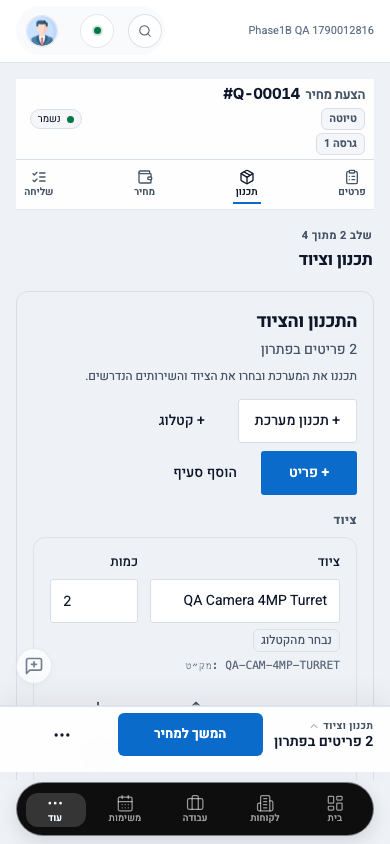 Phase1B QA 1790012816
הצעת מחיר #Q-00014
טיוטה
נשמר
גרסה 1
פרטים
תכנון
מחיר
שליחה
שלב 2 מתוך 4
תכנון וציוד
התכנון והציוד
2 פריטים בפתרון
תכננו את המערכת ובחרו את הציוד והשירותים הנדרשים.
+ תכנון מערכת
+ קטלוג
+ פריט
הוסף סעיף
ציוד
ציוד
כמות
QA Camera 4MP Turret
2
נבחר מהקטלוג
מק״ט: QA-CAM-4MP-TURRET
תכנון וציוד
2 פריטים בפתרון
המשך למחיר
בית
לקוחות
עבודה
משימות
עוד